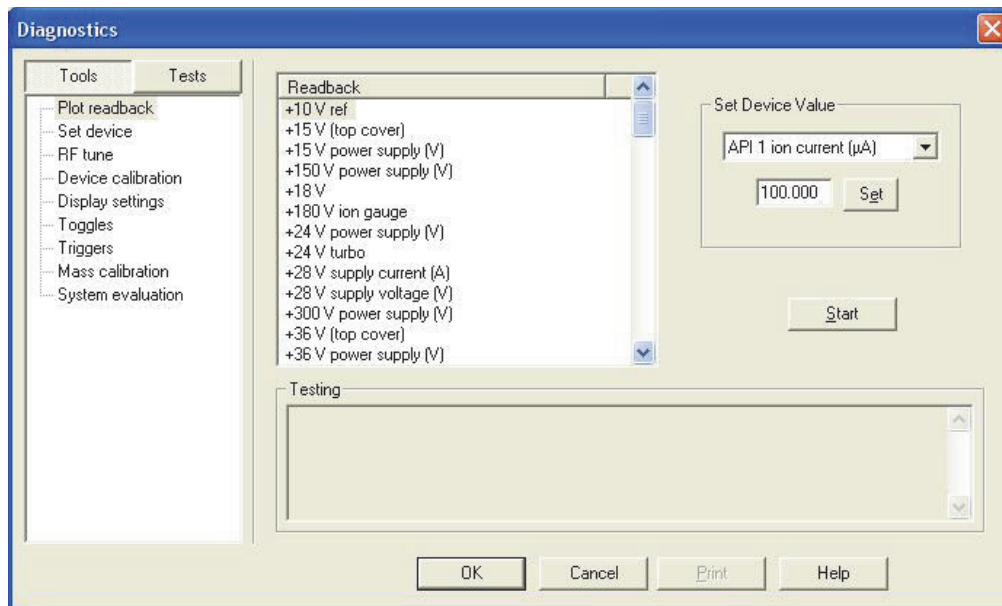 Diagnostics
Tools Tests
Plot readback
Set device
RF tune
Device calibration
Display settings
Toggles
Triggers
Mass calibration
System evaluation
Readback
+10 V ref
+15 V (top cover)
+15 V power supply (V)
+150 V power supply (V)
+18 V
+180 V ion gauge
+24 V power supply (V)
+24 V turbo
+28 V supply current (A)
+28 V supply voltage (V)
+300 V power supply (V)
+36 V (top cover)
+36 V power supply (V)
Set Device Value
API 1 ion current (µA)
100.000 Set
Start
Testing
OK Cancel Print Help